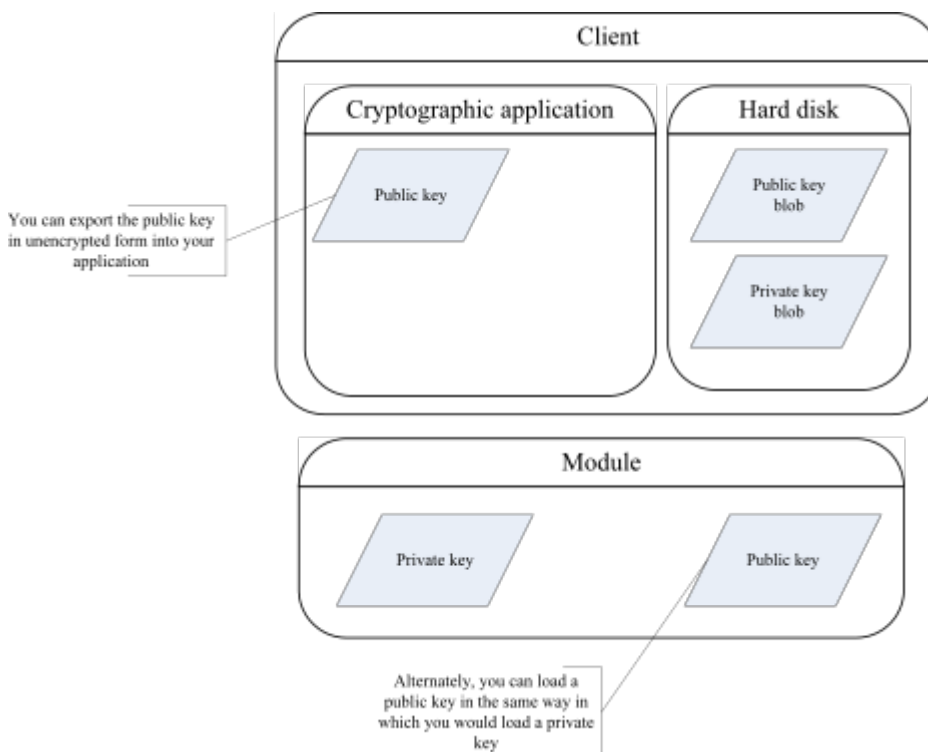 Client
Cryptographic application
Hard disk
Public key
Public key
blob
Private key
blob
You can export the public key
in unencrypted form into your
application
Module
Private key
Public key
Alternately, you can load a
public key in the same way in
which you would load a private
key